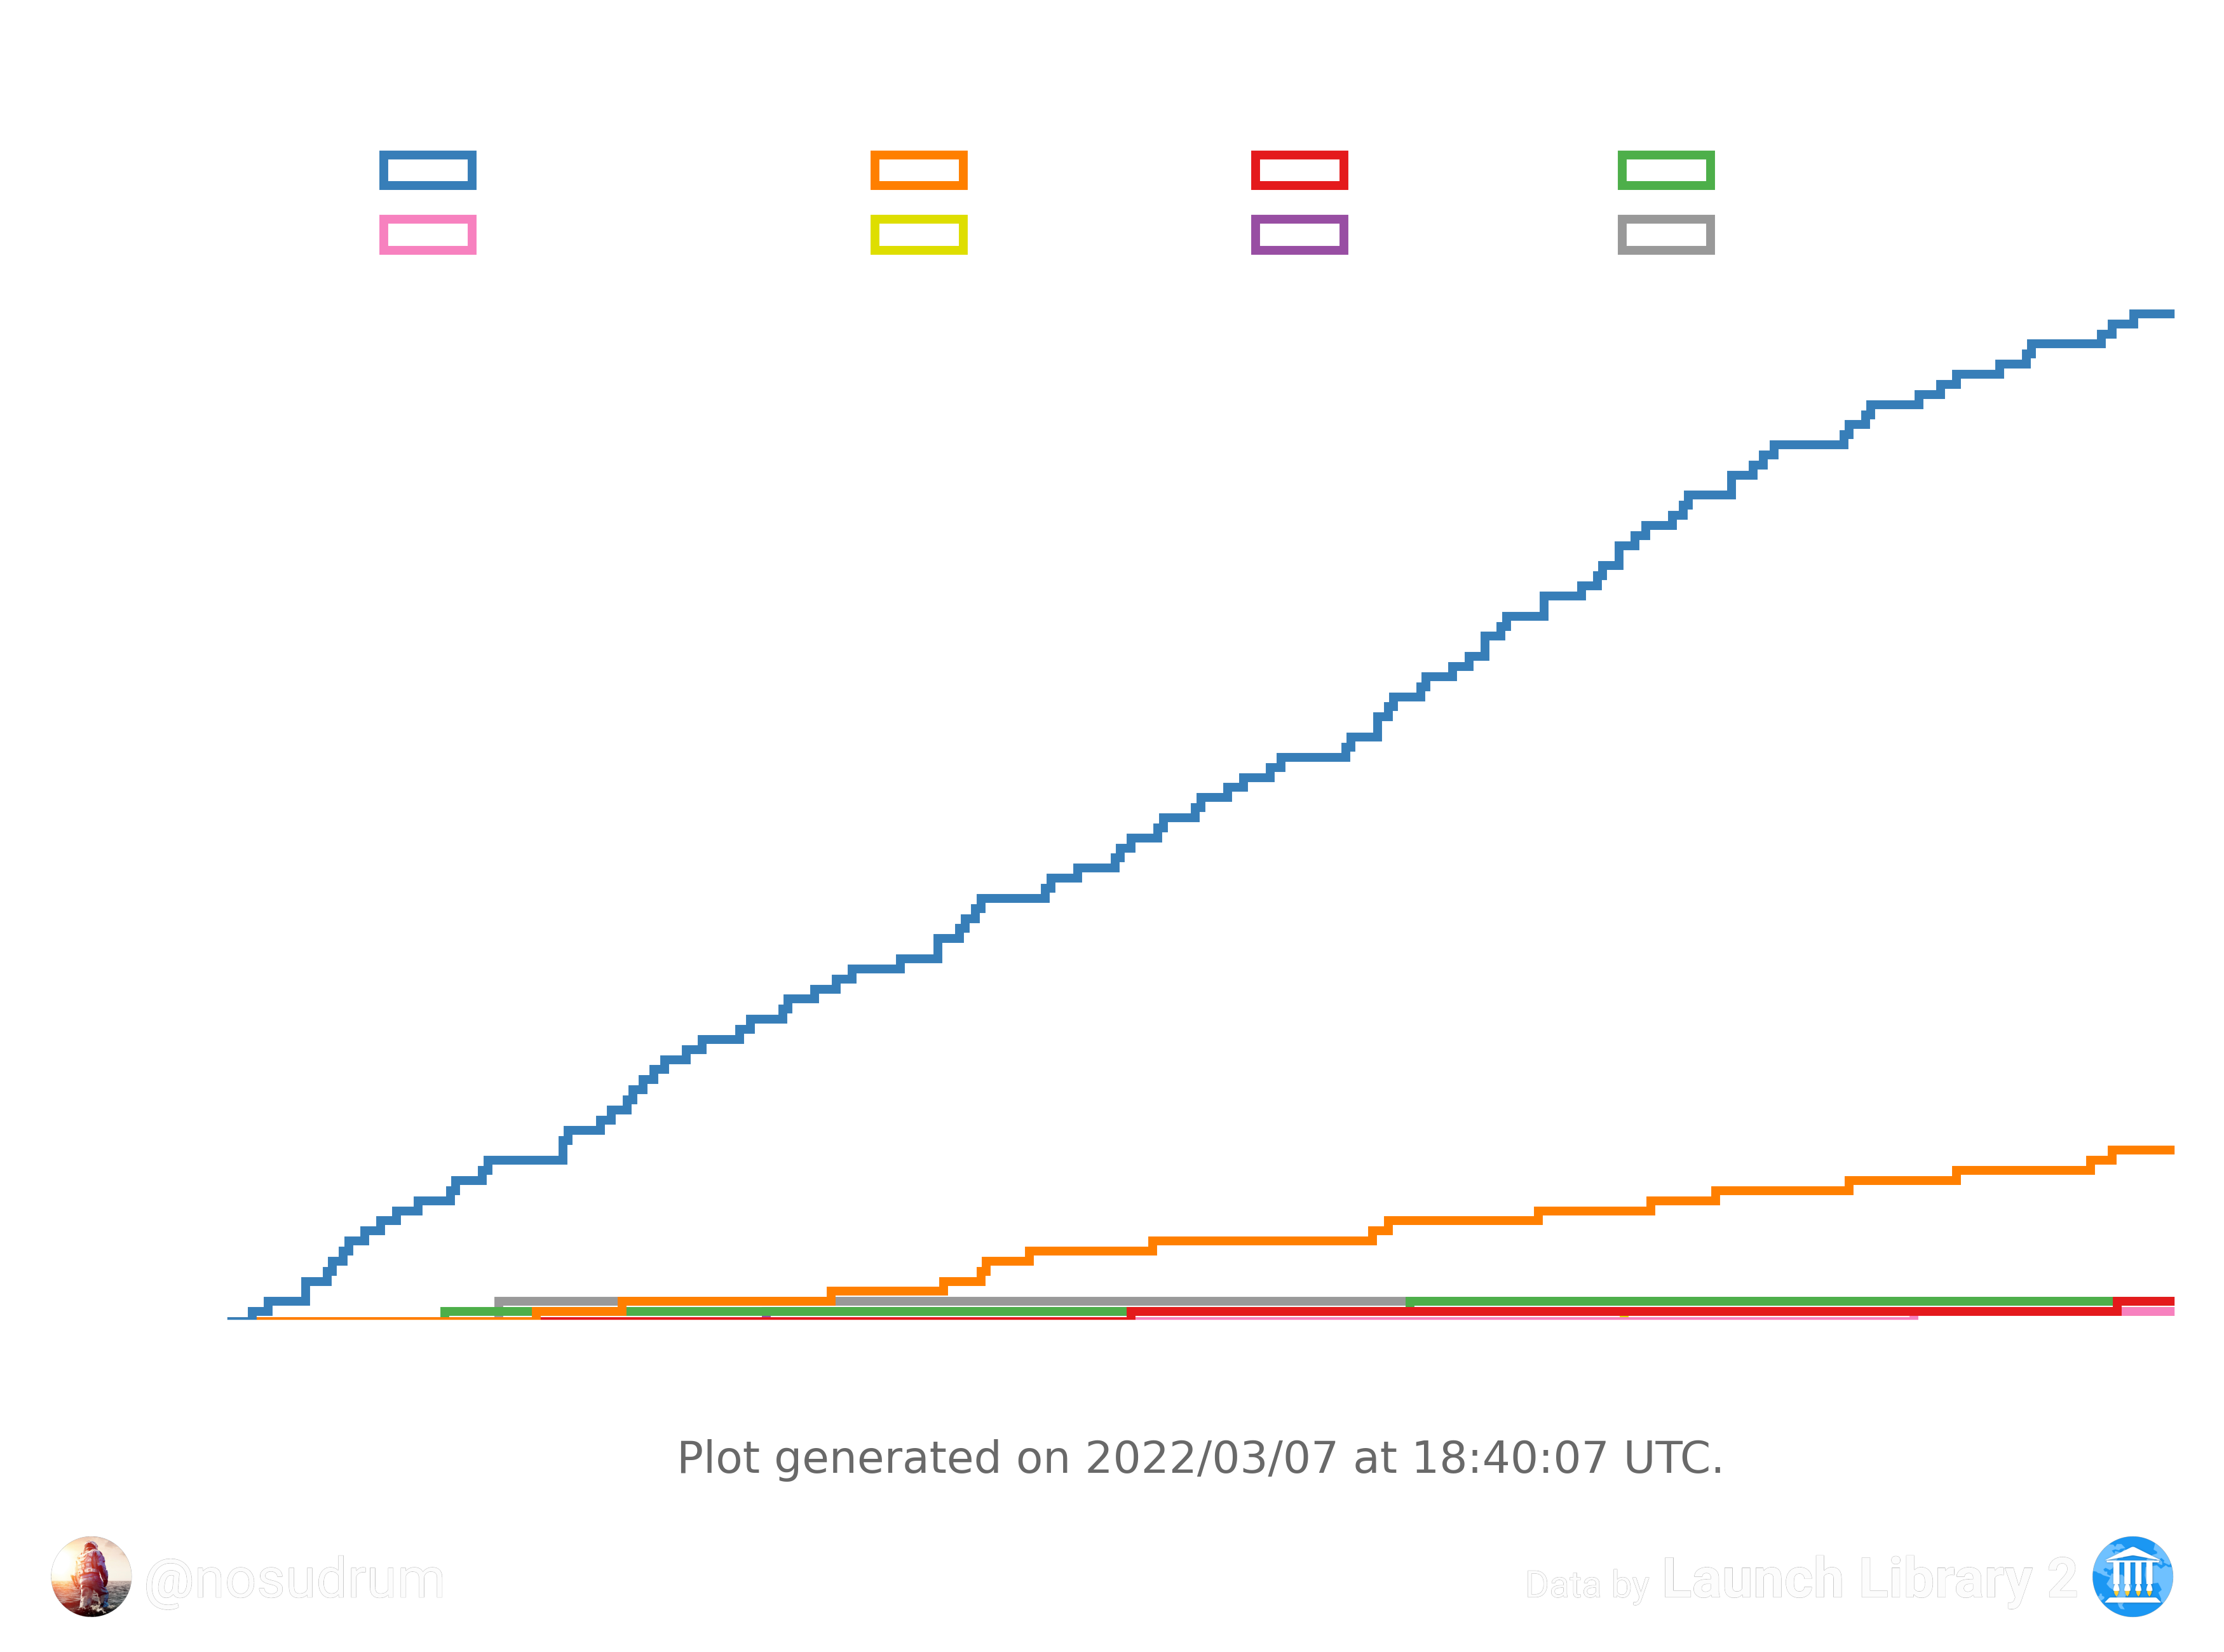 Plot generated on 2022/03/07 at 18:40:07 UTC.
@nosudrum
Data by Launch Library 2